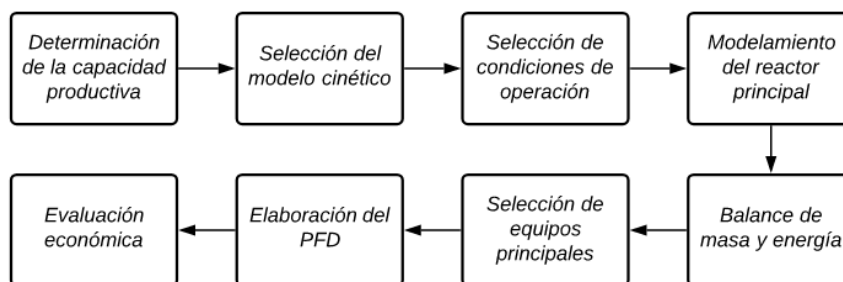 Determinación
de la capacidad
productiva
Selección del
modelo cinético
Selección de
condiciones de
operación
Modelamiento
del reactor
principal
Balance de
masa y energía
Selección de
equipos
principales
Elaboración del
PFD
Evaluación
económica